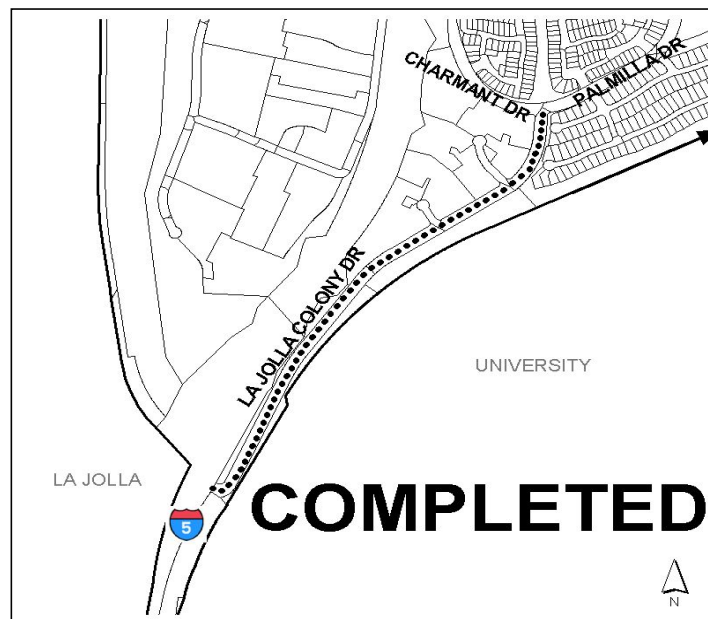 CHARMANT DR
PALMILLA DR
LA JOLLA COLONY DR
UNIVERSITY
LA JOLLA
COMPLETED
5
N